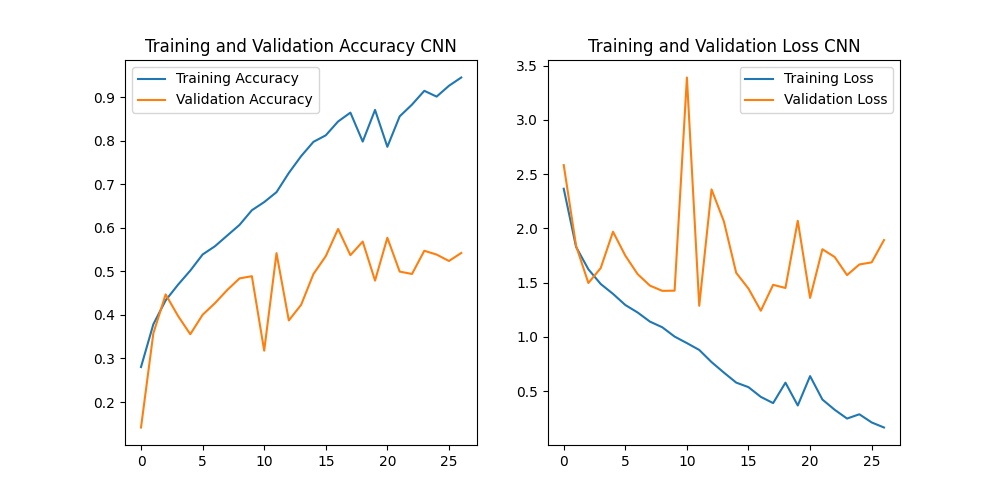 Training and Validation Accuracy CNN
Training Accuracy
Validation Accuracy
0.9
0.8
0.7
0.6
0.5
0.4
0.3
0.2
0 5 10 15 20 25
Training and Validation Loss CNN
Training Loss
Validation Loss
3.5
3.0
2.5
2.0
1.5
1.0
0.5
0 5 10 15 20 25